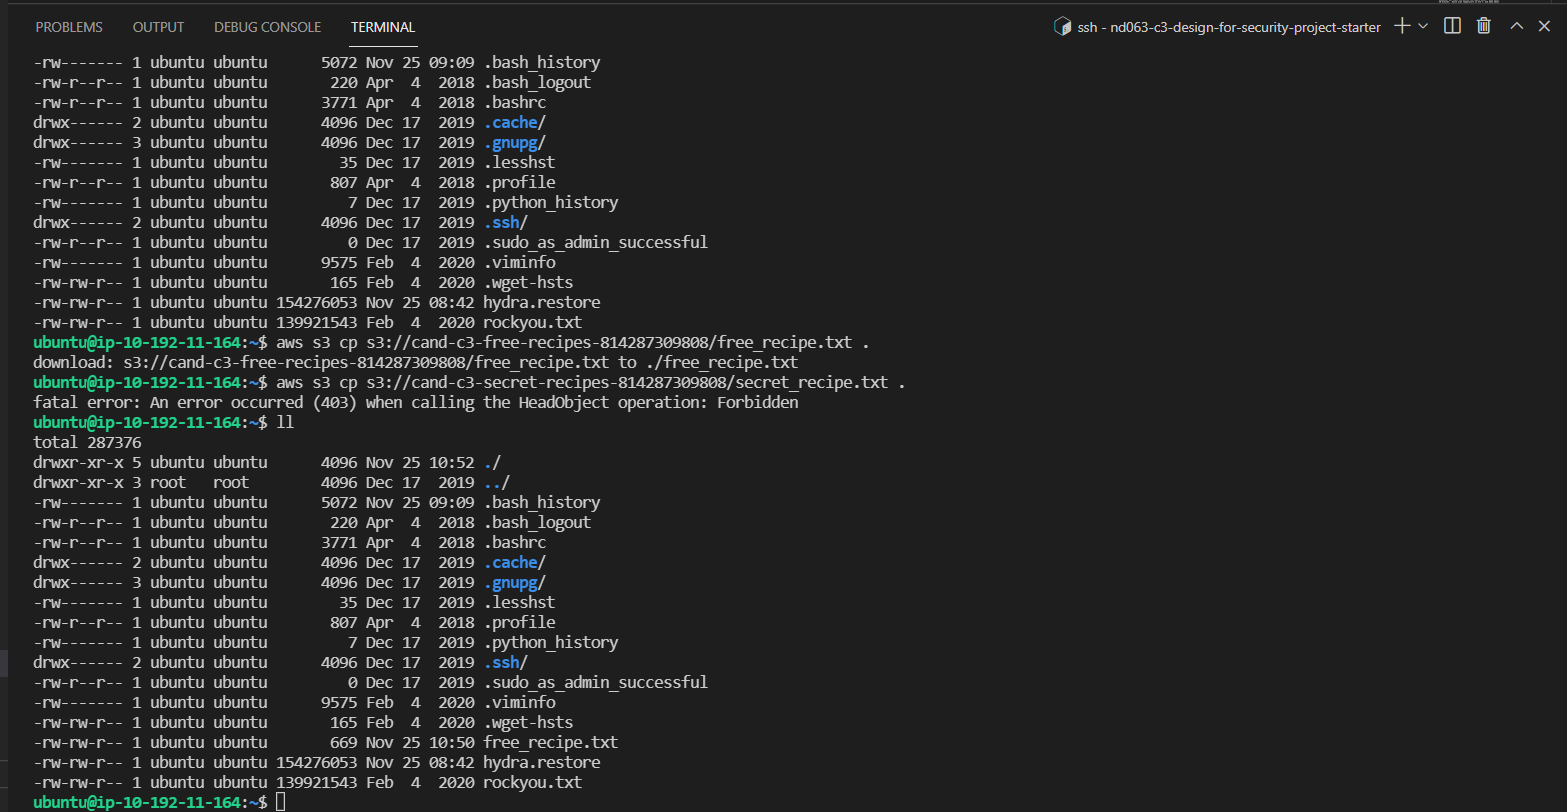 PROBLEMS OUTPUT DEBUG CONSOLE TERMINAL ssh - nd063-c3-design-for-security-project-starter
-rw------- 1 ubuntu ubuntu      5072 Nov 25 09:09 .bash_history
-rw-r--r-- 1 ubuntu ubuntu       220 Apr  4  2018 .bash_logout
-rw-r--r-- 1 ubuntu ubuntu      3771 Apr  4  2018 .bashrc
drwx------ 2 ubuntu ubuntu      4096 Dec 17  2019 .cache/
drwx------ 3 ubuntu ubuntu      4096 Dec 17  2019 .gnupg/
-rw------- 1 ubuntu ubuntu        35 Dec 17  2019 .lesshst
-rw-r--r-- 1 ubuntu ubuntu       807 Apr  4  2018 .profile
-rw------- 1 ubuntu ubuntu         7 Dec 17  2019 .python_history
drwx------ 2 ubuntu ubuntu      4096 Dec 17  2019 .ssh/
-rw-r--r-- 1 ubuntu ubuntu         0 Dec 17  2019 .sudo_as_admin_successful
-rw------- 1 ubuntu ubuntu      9575 Feb  4  2020 .viminfo
-rw-rw-r-- 1 ubuntu ubuntu       165 Feb  4  2020 .wget-hsts
-rw-rw-r-- 1 ubuntu ubuntu 154276053 Nov 25 08:42 hydra.restore
-rw-rw-r-- 1 ubuntu ubuntu 139921543 Feb  4  2020 rockyou.txt
ubuntu@ip-10-192-11-164:~$ aws s3 cp s3://cand-c3-free-recipes-814287309808/free_recipe.txt .
download: s3://cand-c3-free-recipes-814287309808/free_recipe.txt to ./free_recipe.txt
ubuntu@ip-10-192-11-164:~$ aws s3 cp s3://cand-c3-secret-recipes-814287309808/secret_recipe.txt .
fatal error: An error occurred (403) when calling the HeadObject operation: Forbidden
ubuntu@ip-10-192-11-164:~$ ll
total 287376
drwxr-xr-x 5 ubuntu ubuntu      4096 Nov 25 10:52 ./
drwxr-xr-x 3 root   root        4096 Dec 17  2019 ../
-rw------- 1 ubuntu ubuntu      5072 Nov 25 09:09 .bash_history
-rw-r--r-- 1 ubuntu ubuntu       220 Apr  4  2018 .bash_logout
-rw-r--r-- 1 ubuntu ubuntu      3771 Apr  4  2018 .bashrc
drwx------ 2 ubuntu ubuntu      4096 Dec 17  2019 .cache/
drwx------ 3 ubuntu ubuntu      4096 Dec 17  2019 .gnupg/
-rw------- 1 ubuntu ubuntu        35 Dec 17  2019 .lesshst
-rw-r--r-- 1 ubuntu ubuntu       807 Apr  4  2018 .profile
-rw------- 1 ubuntu ubuntu         7 Dec 17  2019 .python_history
drwx------ 2 ubuntu ubuntu      4096 Dec 17  2019 .ssh/
-rw-r--r-- 1 ubuntu ubuntu         0 Dec 17  2019 .sudo_as_admin_successful
-rw------- 1 ubuntu ubuntu      9575 Feb  4  2020 .viminfo
-rw-rw-r-- 1 ubuntu ubuntu       165 Feb  4  2020 .wget-hsts
-rw-rw-r-- 1 ubuntu ubuntu       669 Nov 25 10:50 free_recipe.txt
-rw-rw-r-- 1 ubuntu ubuntu 154276053 Nov 25 08:42 hydra.restore
-rw-rw-r-- 1 ubuntu ubuntu 139921543 Feb  4  2020 rockyou.txt
ubuntu@ip-10-192-11-164:~$